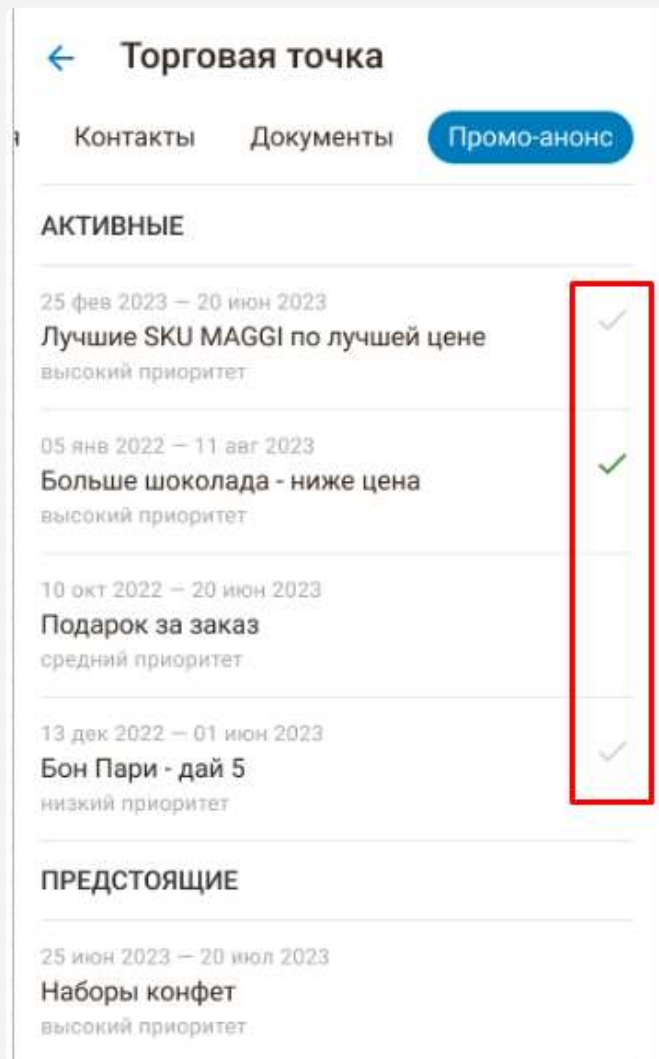 Торговая точка
я Контакты Документы Промо-анонс
АКТИВНЫЕ
25 фев 2023 — 20 июн 2023
Лучшие SKU MAGGI по лучшей цене
высокий приоритет
05 янв 2022 — 11 авг 2023
Больше шоколада - ниже цена
высокий приоритет
10 окт 2022 — 20 июн 2023
Подарок за заказ
средний приоритет
13 дек 2022 — 01 июн 2023
Бон Пари - дай 5
низкий приоритет
ПРЕДСТОЯЩИЕ
25 июн 2023 — 20 июл 2023
Наборы конфет
высокий приоритет